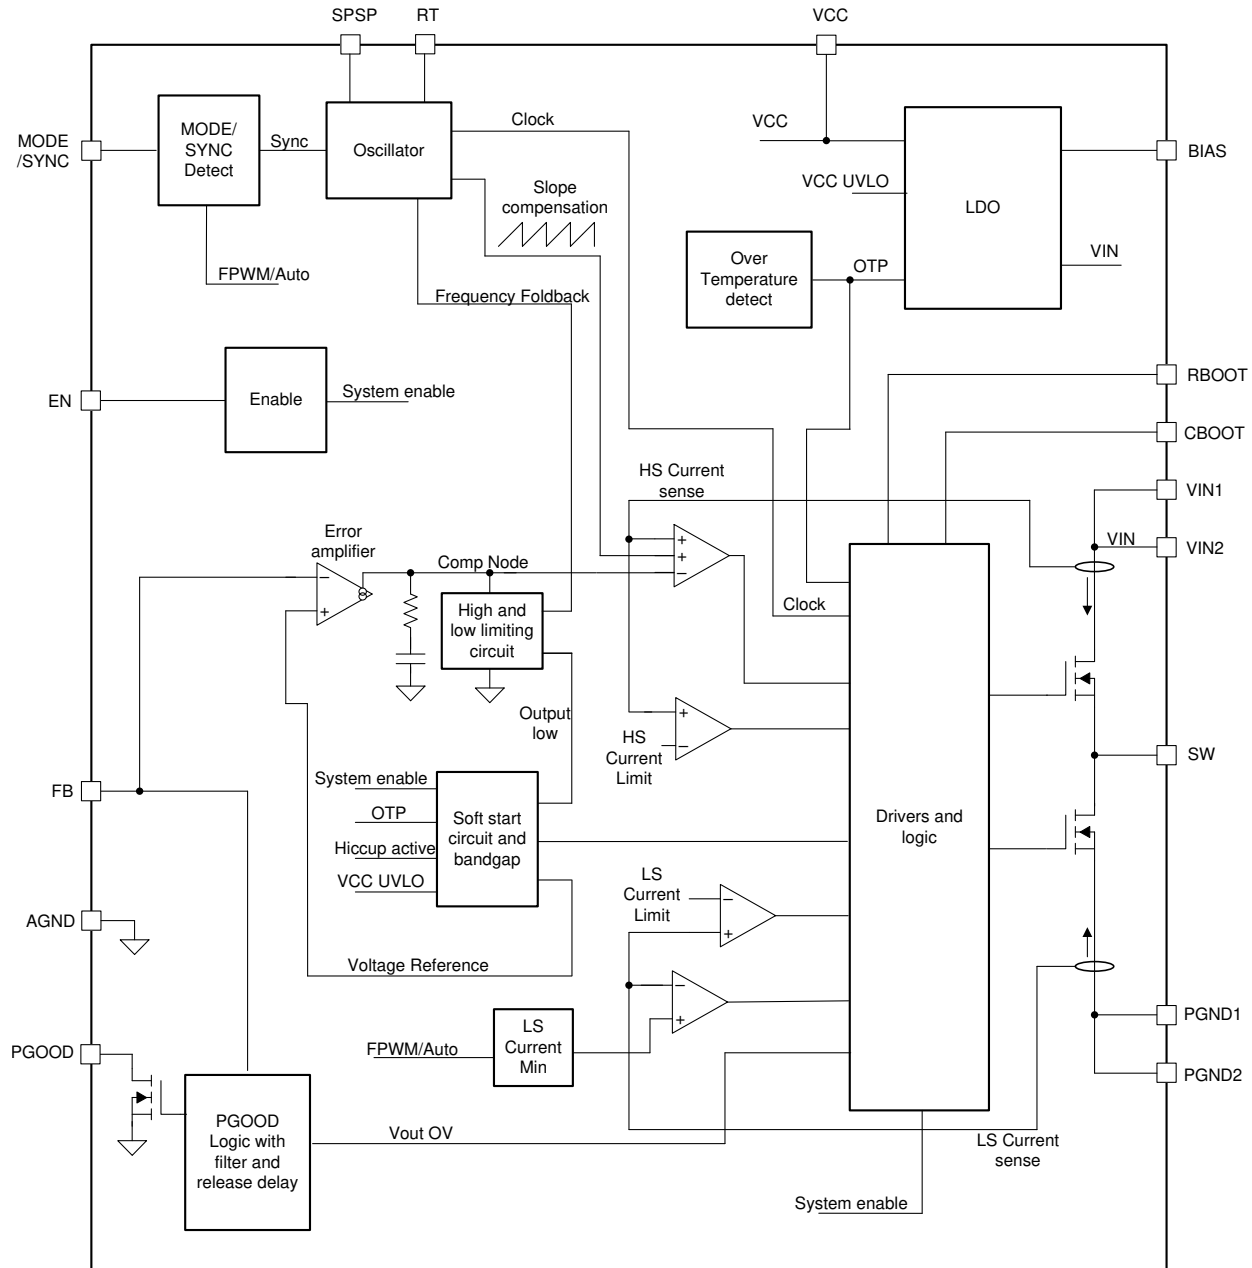 SPSP
RT
VCC
MODE
/SYNC
MODE/
SYNC
Detect
Sync
Oscillator
Clock
VCC
BIAS
VCC UVLO
LDO
Slope
compensation
FPWM/Auto
Over
Temperature
detect
OTP
VIN
Frequency Foldback
RBOOT
EN
Enable
System enable
CBOOT
HS Current
sense
VIN1
Error
amplifier
+
+
−
VIN
VIN2
−
+
Comp Node
High and
low limiting
circuit
Clock
Output
low
+
−
HS
Current
Limit
SW
FB
System enable
OTP
Hiccup active
VCC UVLO
Soft start
circuit and
bandgap
Drivers and
logic
LS
Current
Limit
−
+
AGND
Voltage Reference
−
+
PGND1
LS
Current
Min
FPWM/Auto
PGOOD
PGND2
PGOOD
Logic with
filter and
release delay
Vout OV
LS Current
sense
System enable